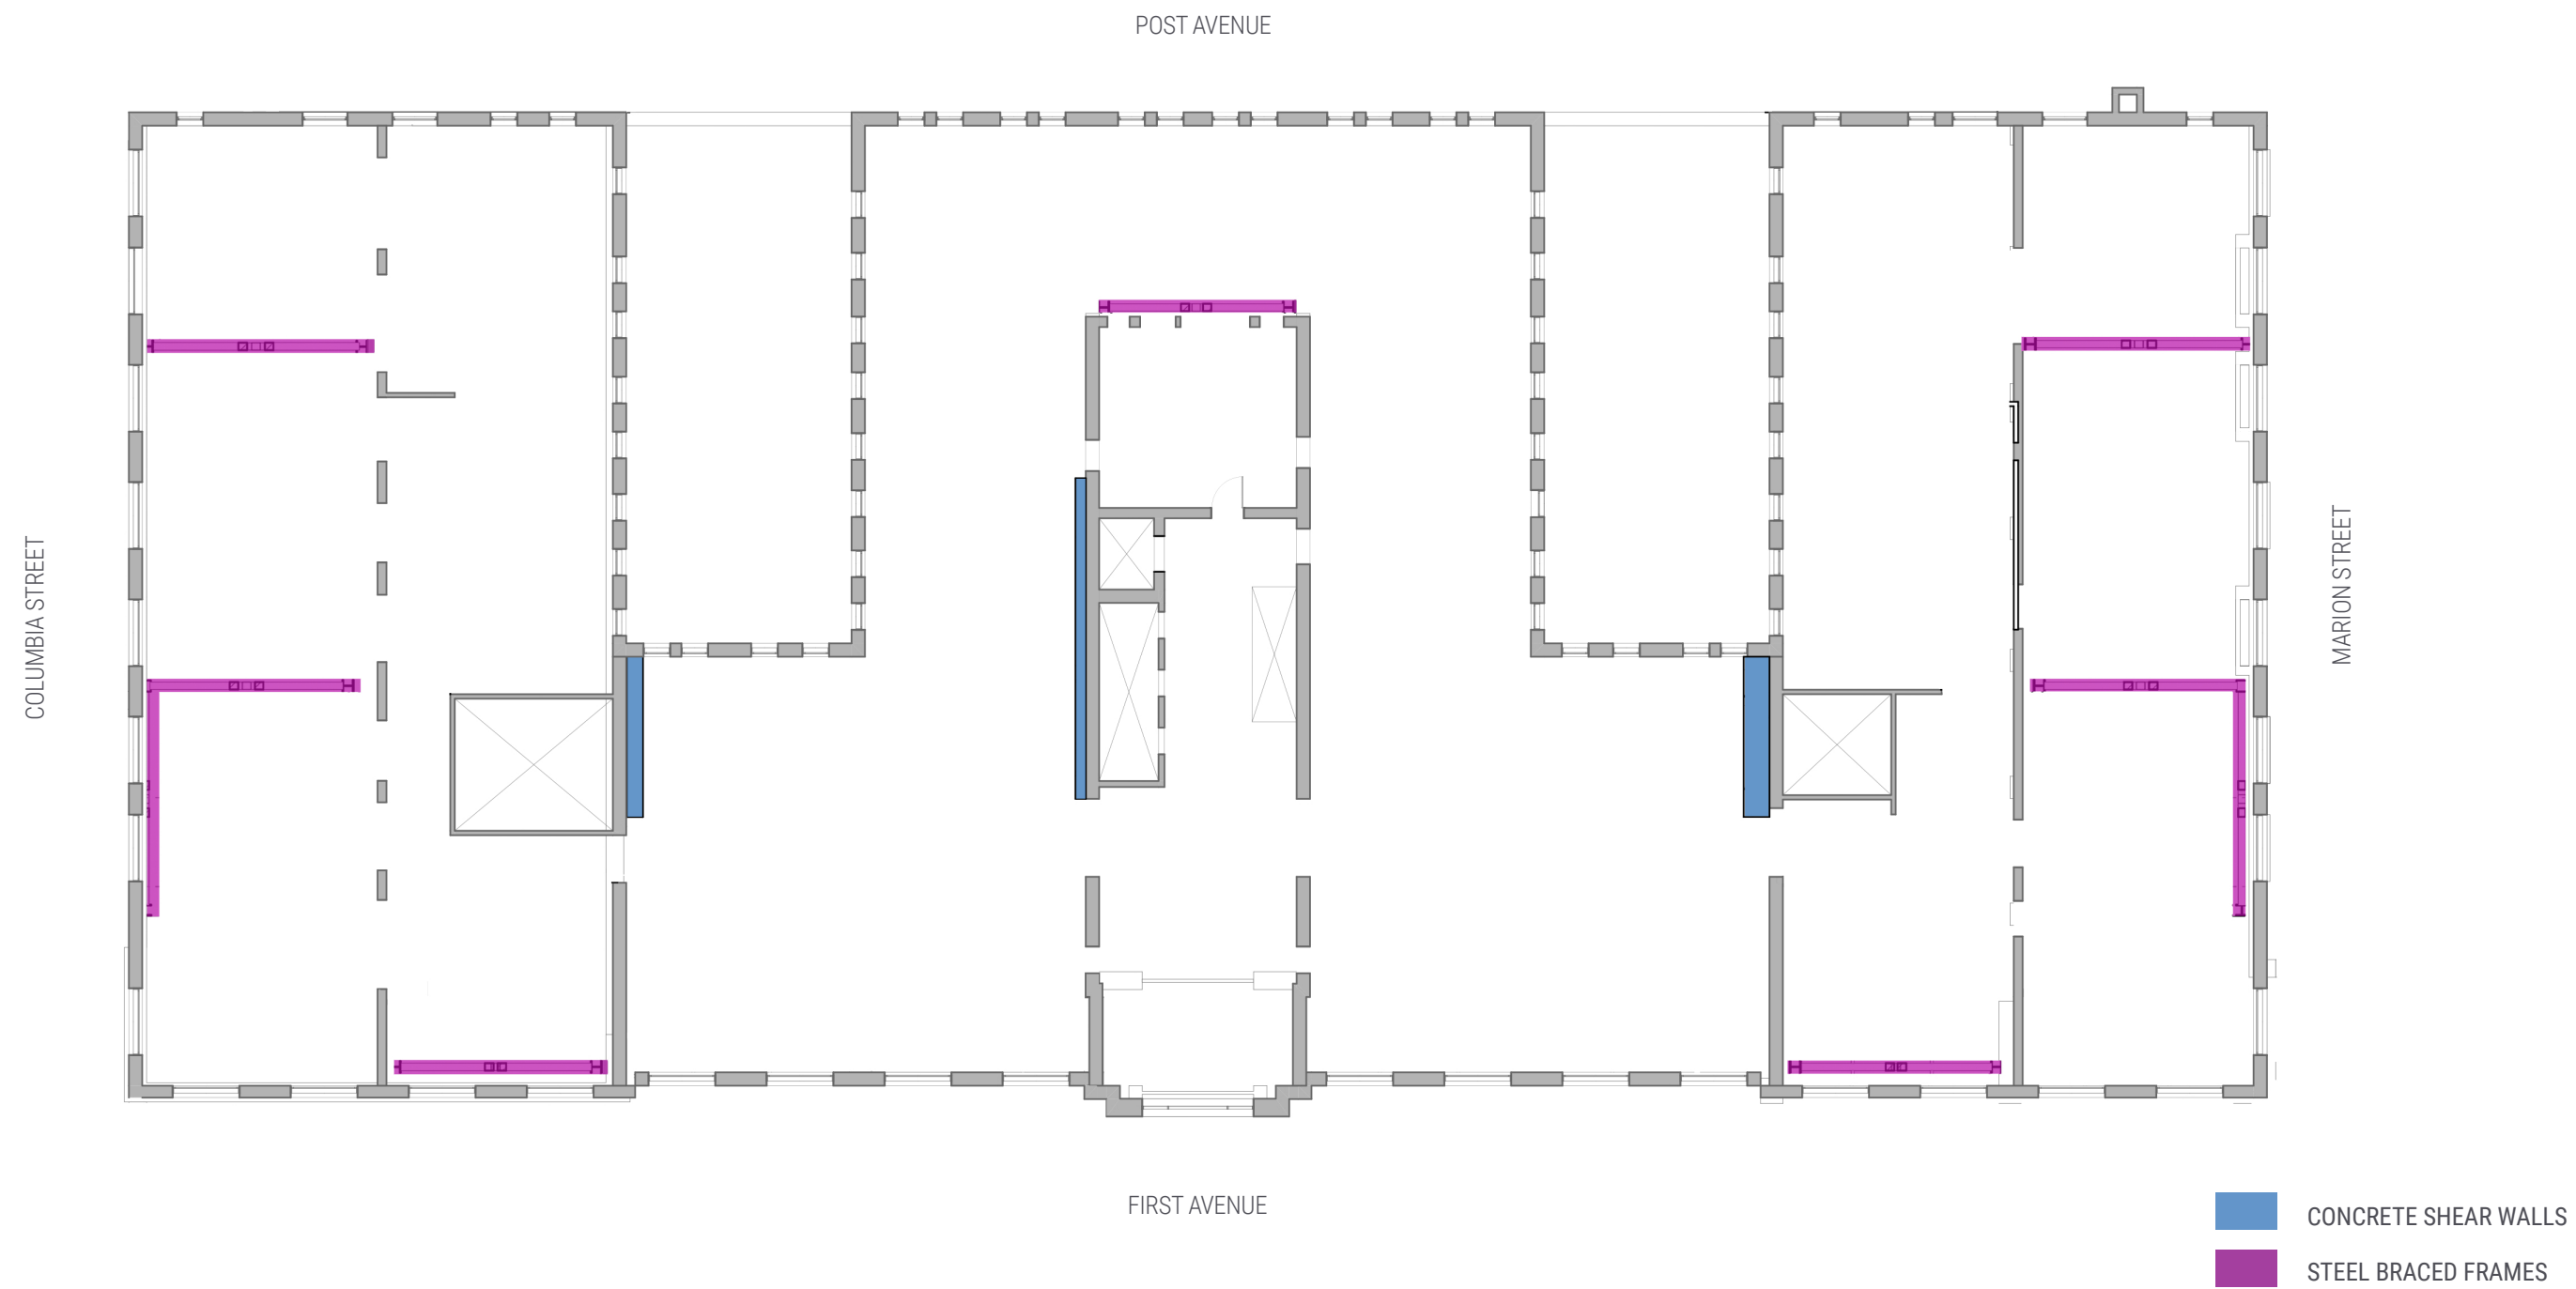 POST AVENUE
COLUMBIA STREET
MARION STREET
FIRST AVENUE
CONCRETE SHEAR WALLS
STEEL BRACED FRAMES